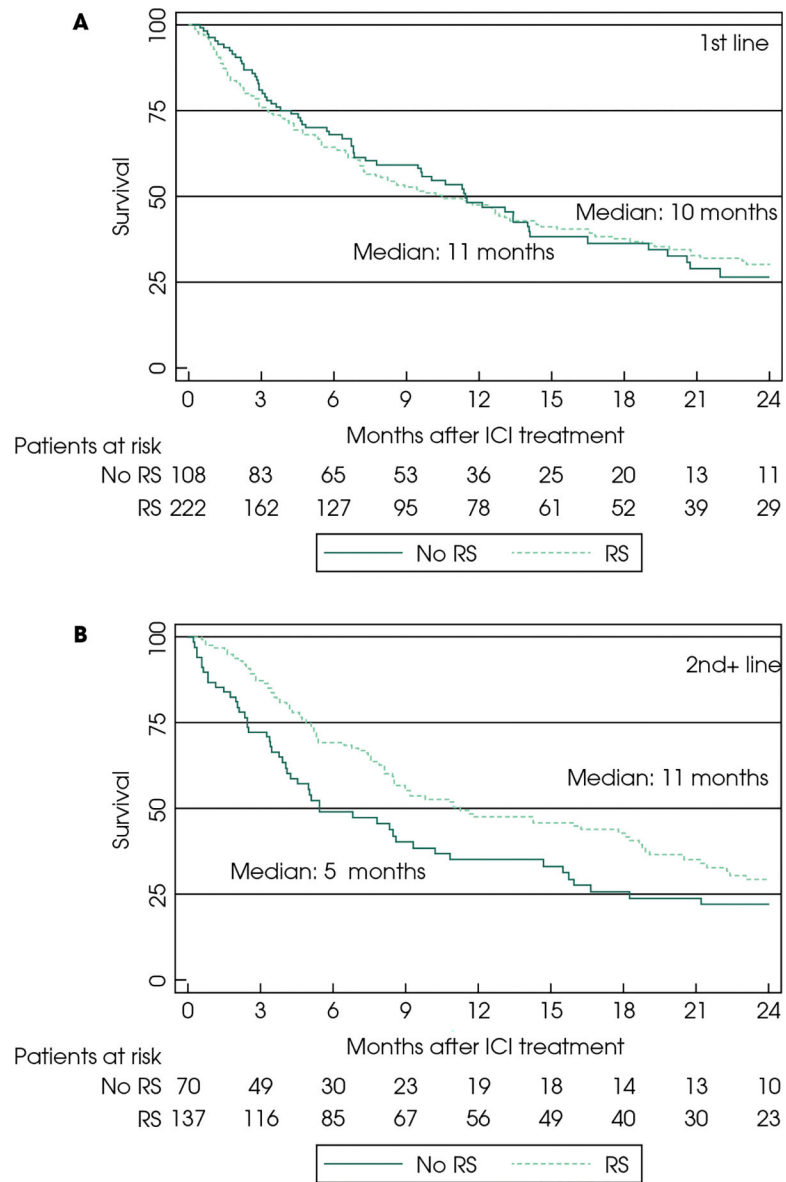 A
1st line
100
75
50
25
0
Survival
Median: 10 months
Median: 11 months
0 3 6 9 12 15 18 21 24
Months after ICI treatment
Patients at risk
No RS 108 83 65 53 36 25 20 13 11
RS 222 162 127 95 78 61 52 39 29
No RS RS
B
2nd+ line
100
75
50
25
0
Survival
Median: 11 months
Median: 5 months
0 3 6 9 12 15 18 21 24
Months after ICI treatment
Patients at risk
No RS 70 49 30 23 19 18 14 13 10
RS 137 116 85 67 56 49 40 30 23
No RS RS